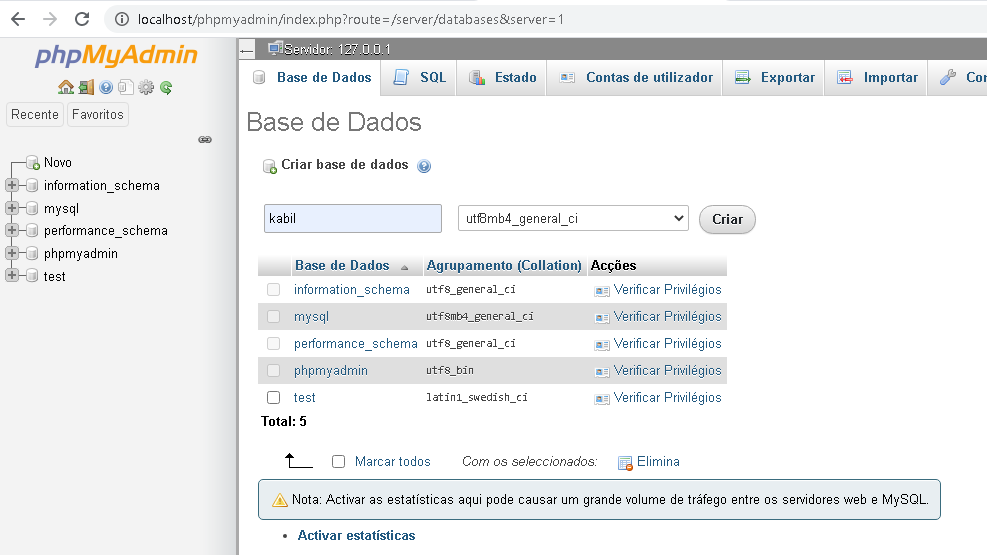 localhost/phpmyadmin/index.php?route=/server/databases&server=1
phpMyAdmin
Recente Favoritos
Novo
information_schema
mysql
performance_schema
phpmyadmin
test
Servidor: 127.0.0.1
Base de Dados SQL Estado Contas de utilizador Exportar Importar Con
Base de Dados
Criar base de dados
kabil utf8mb4_general_ci Criar
Base de Dados Agrupamento (Collation) Acções
information_schema utf8_general_ci Verificar Privilégios
mysql utf8mb4_general_ci Verificar Privilégios
performance_schema utf8_general_ci Verificar Privilégios
phpmyadmin utf8_bin Verificar Privilégios
test latin1_swedish_ci Verificar Privilégios
Total: 5
Marcar todos Com os seleccionados: Elimina
Nota: Activar as estatísticas aqui pode causar um grande volume de tráfego entre os servidores web e MySQL.
Activar estatísticas